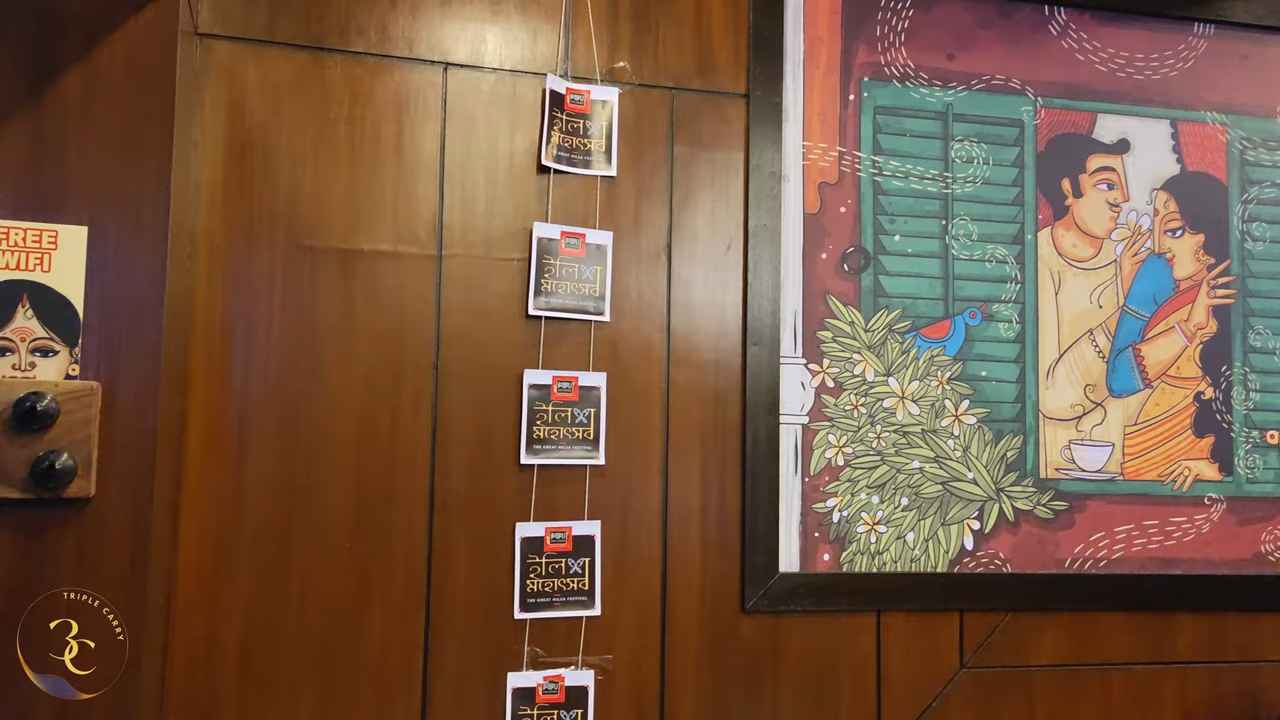 FREE
WIFI
ইলিশ
মহোৎসব
THE GREAT HILSA FESTIVAL
ইলিশ
মহোৎসব
THE GREAT HILSA FESTIVAL
ইলিশ
মহোৎসব
THE GREAT HILSA FESTIVAL
ইলিশ
মহোৎসব
THE GREAT HILSA FESTIVAL
ইলিশ
TRIPLE CARRY
3C